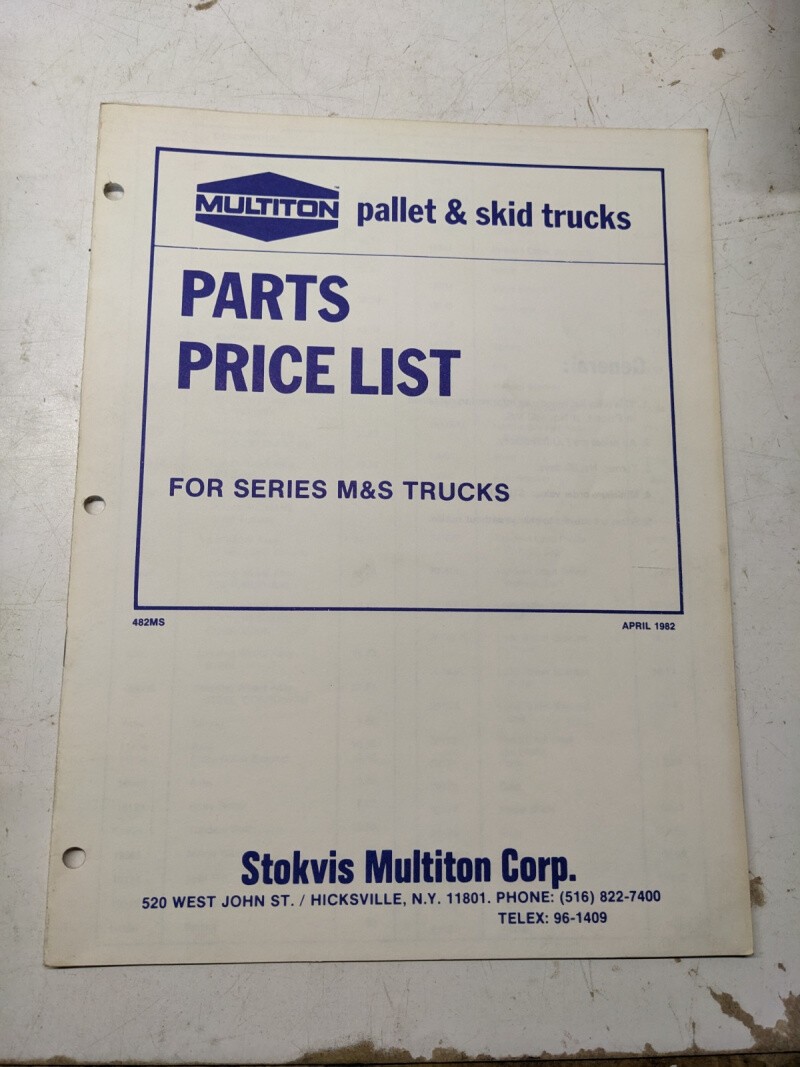 MULTITON™ pallet & skid trucks
PARTS
PRICE LIST
FOR SERIES M&S TRUCKS
482MS APRIL 1982
Stokvis Multiton Corp.
520 WEST JOHN ST. / HICKSVILLE, N.Y. 11801. PHONE: (516) 822-7400
TELEX: 96-1409